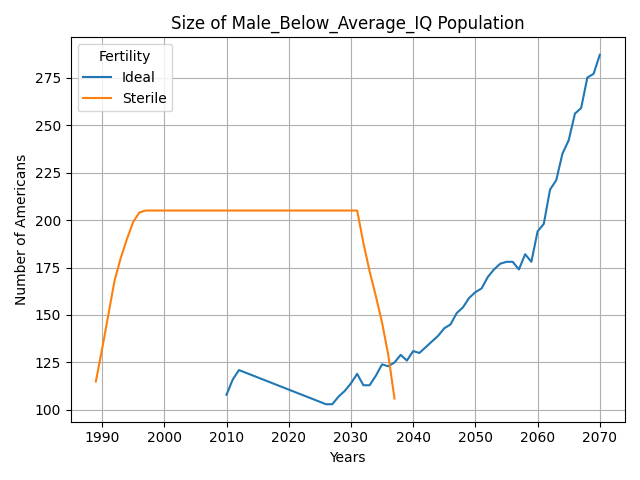 Size of Male_Below_Average_IQ Population
Fertility
Ideal
Sterile
Number of Americans
275
250
225
200
175
150
125
100
1990 2000 2010 2020 2030 2040 2050 2060 2070
Years